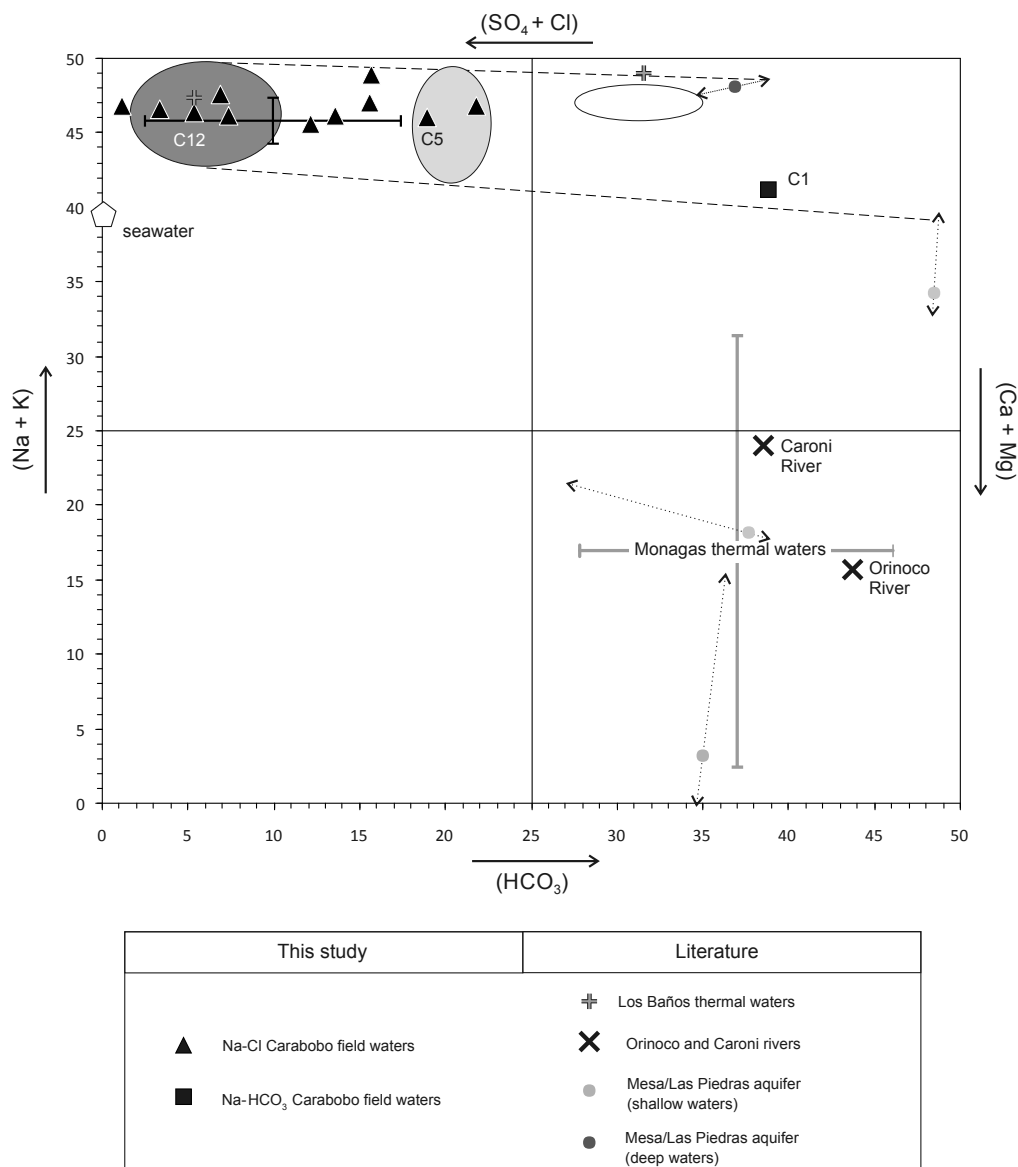 (SO₄ + Cl)
50
45
40
35
30
25
20
15
10
5
0
(Na + K)
C12
C5
C1
seawater
(Ca + Mg)
Caroni
River
Monagas thermal waters
Orinoco
River
0 5 10 15 20 25 30 35 40 45 50
(HCO₃)
This study
Literature
Na-Cl Carabobo field waters
Na-HCO₃ Carabobo field waters
Los Baños thermal waters
Orinoco and Caroni rivers
Mesa/Las Piedras aquifer
(shallow waters)
Mesa/Las Piedras aquifer
(deep waters)